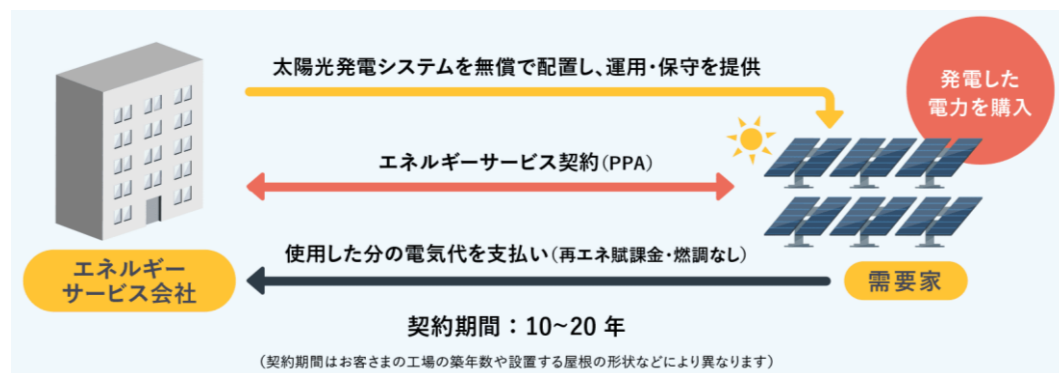 太陽光発電システムを無償で配置し、運用・保守を提供
発電した
電力を購入
エネルギーサービス契約(PPA)
使用した分の電気代を支払い(再エネ賦課金・燃調なし)
エネルギー
サービス会社
需要家
契約期間：10~20 年
(契約期間はお客さまの工場の築年数や設置する屋根の形状などにより異なります)